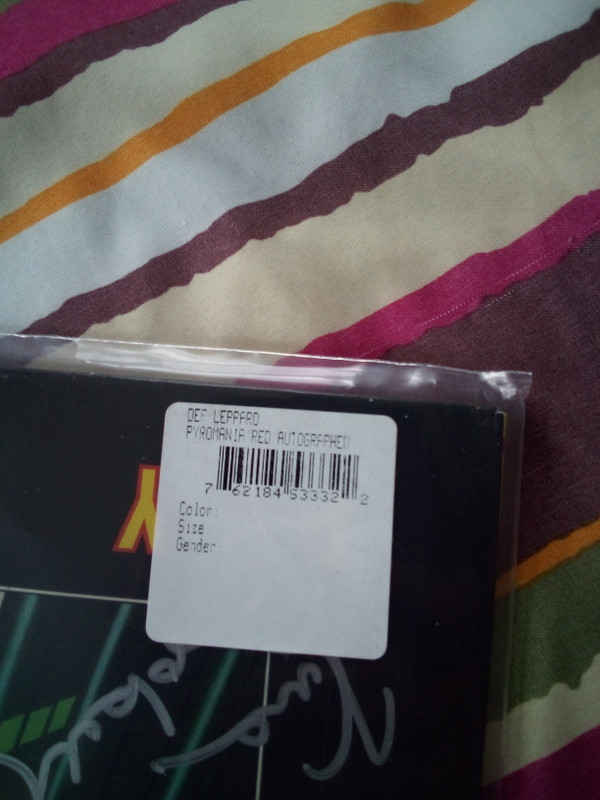 DEF LEPPARD
PYROMANIA RED AUTOGRAPHED
7 62184 53332 2
Color:
Size:
Gender:
Y